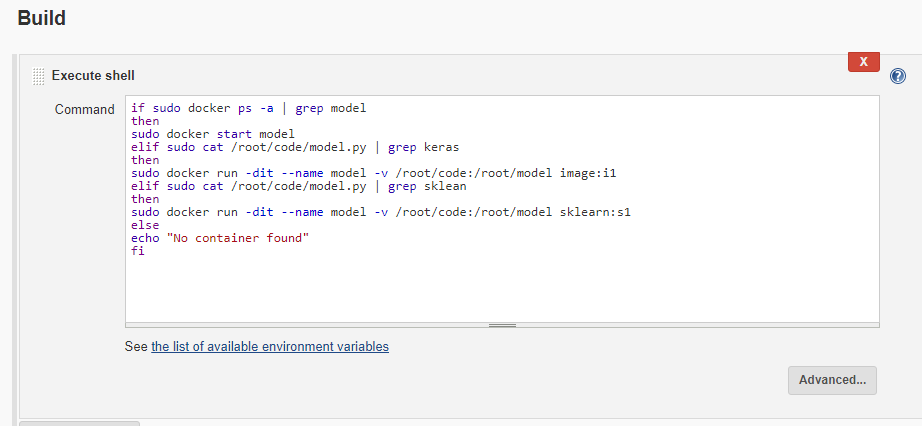 Build
X
Execute shell
?
Command
if sudo docker ps -a | grep model
then
sudo docker start model
elif sudo cat /root/code/model.py | grep keras
then
sudo docker run -dit --name model -v /root/code:/root/model image:i1
elif sudo cat /root/code/model.py | grep sklean
then
sudo docker run -dit --name model -v /root/code:/root/model sklearn:s1
else
echo "No container found"
fi
See the list of available environment variables
Advanced...